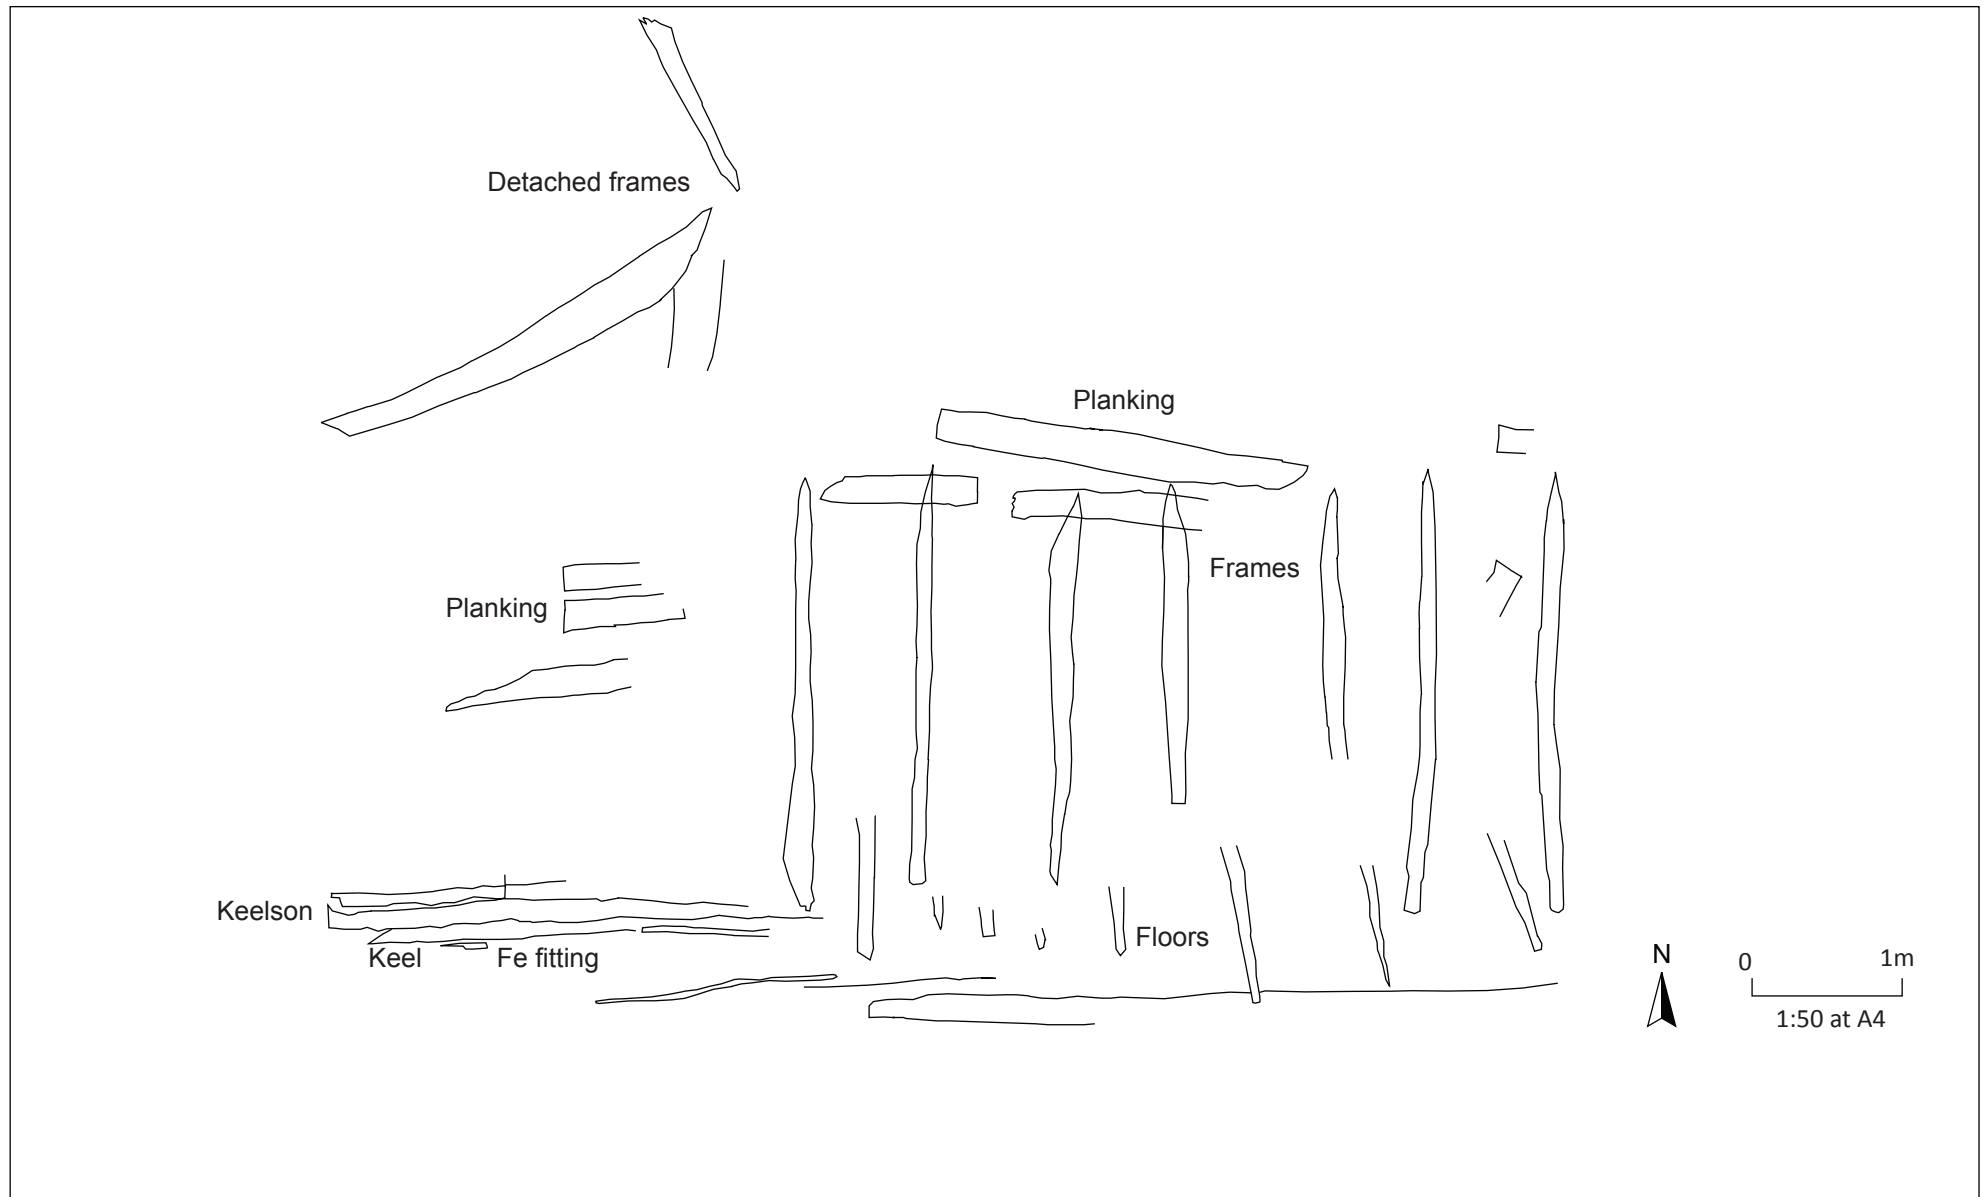 Detached frames
Planking
Frames
Planking
Keelson
Keel
Fe fitting
Floors
N
0
1m
1:50 at A4